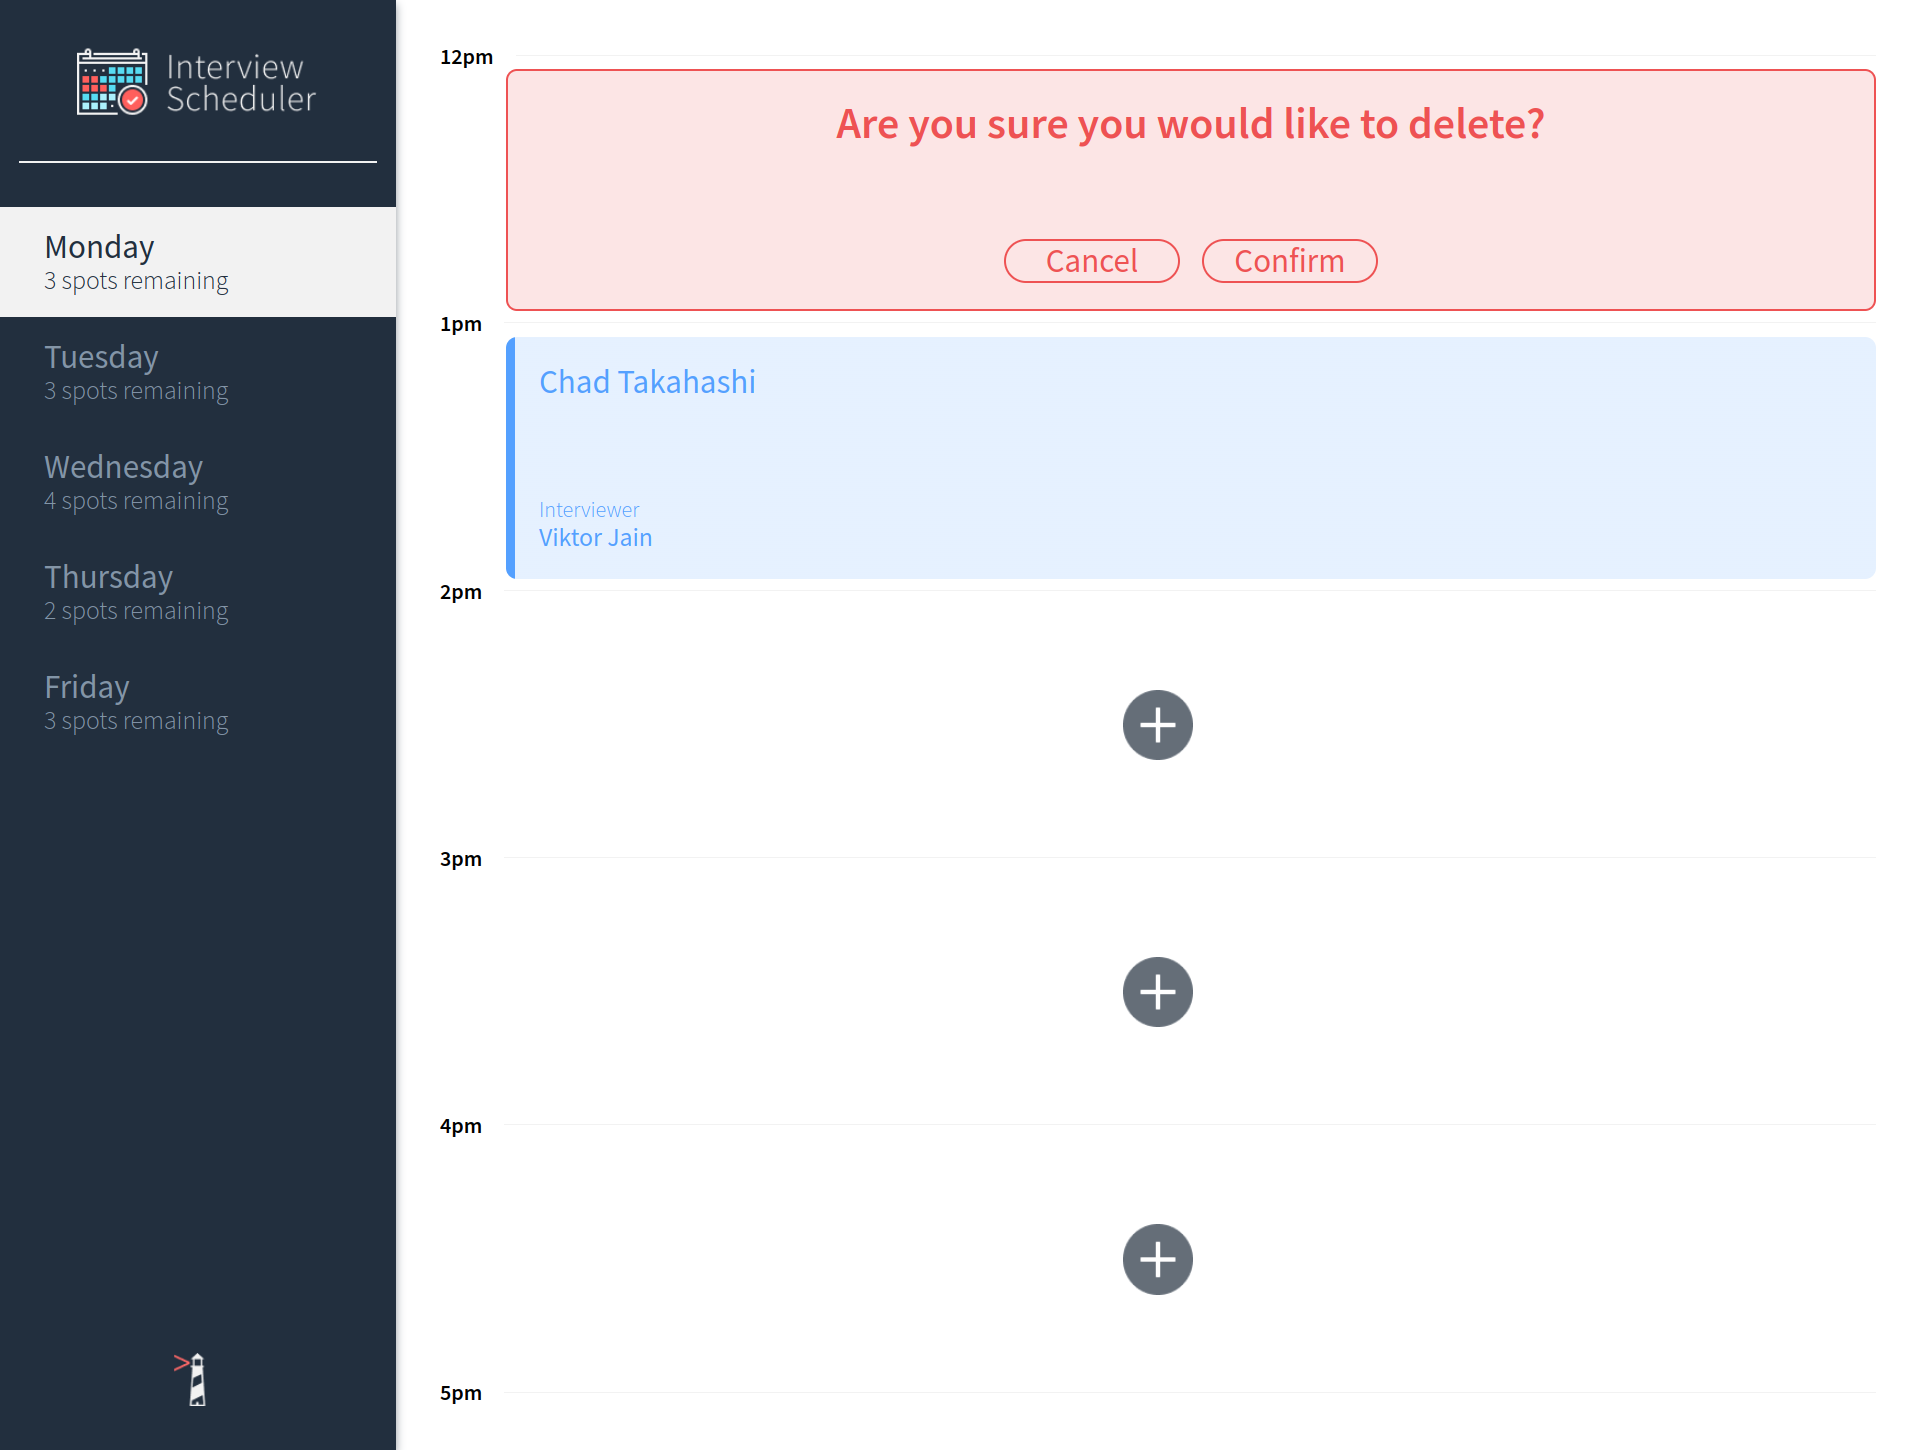 Interview
Scheduler
Monday
3 spots remaining
Tuesday
3 spots remaining
Wednesday
4 spots remaining
Thursday
2 spots remaining
Friday
3 spots remaining
>
12pm
Are you sure you would like to delete?
Cancel Confirm
1pm
Chad Takahashi
Interviewer
Viktor Jain
2pm
3pm
4pm
5pm